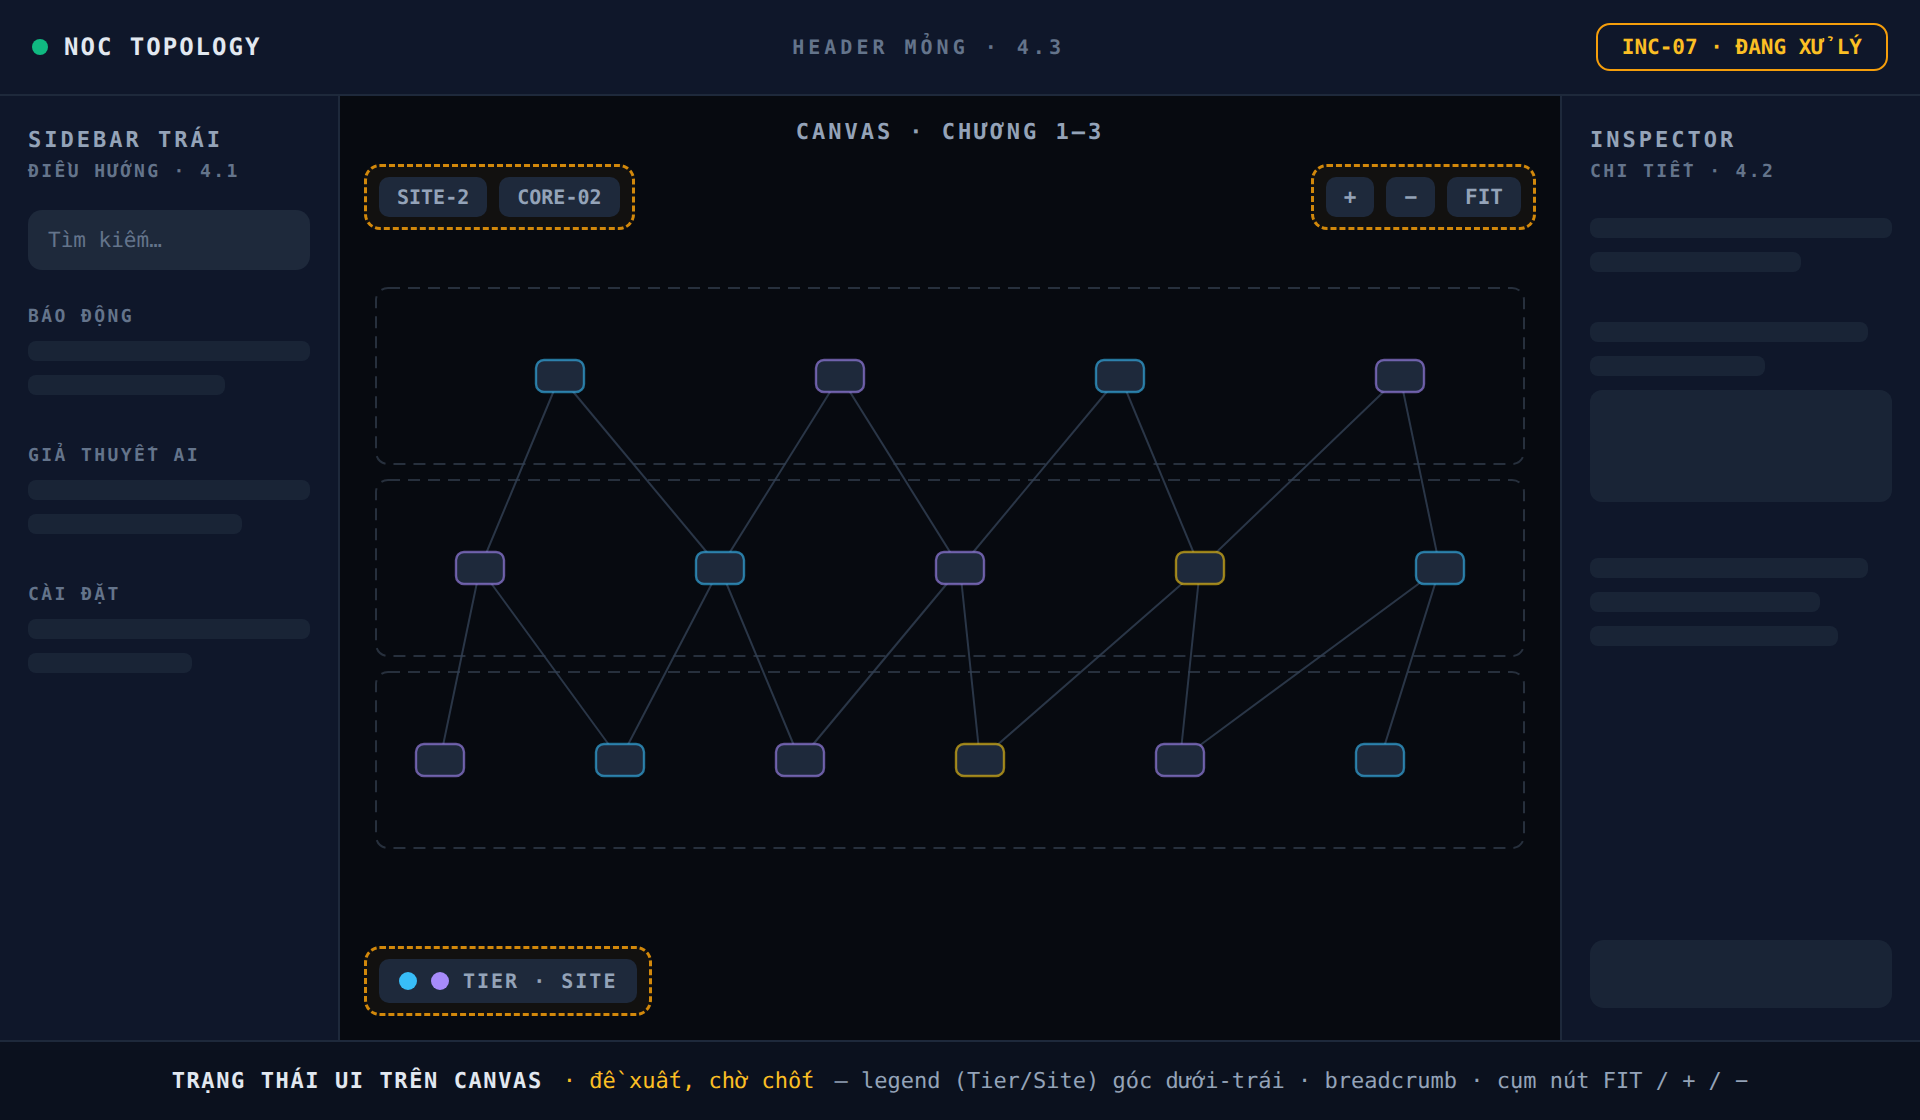 NOC TOPOLOGY
HEADER MỎNG · 4.3
INC-07 · ĐANG XỬ LÝ
SIDEBAR TRÁI
ĐIỀU HƯỚNG · 4.1
Tìm kiếm…
BÁO ĐỘNG
GIẢ THUYẾT AI
CÀI ĐẶT
CANVAS · CHƯƠNG 1–3
SITE-2
CORE-02
+
−
FIT
TIER · SITE
INSPECTOR
CHI TIẾT · 4.2
TRẠNG THÁI UI TRÊN CANVAS · đề xuất, chờ chốt — legend (Tier/Site) góc dưới-trái · breadcrumb · cụm nút FIT / + / −